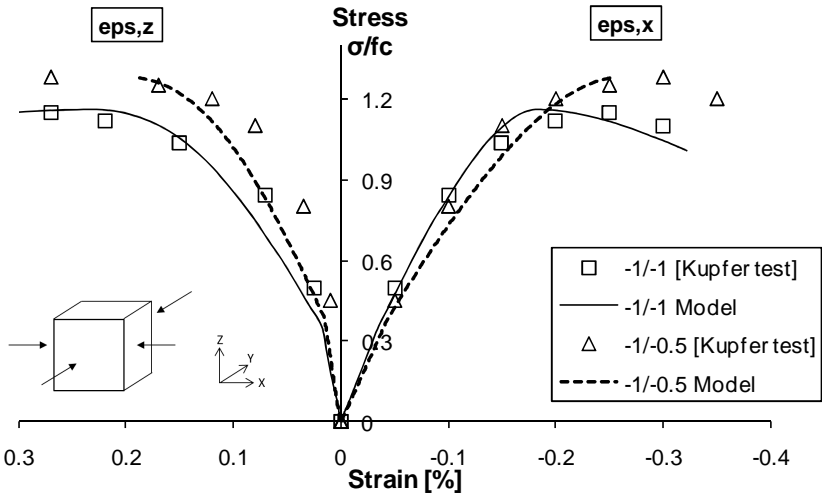 eps,z
Stress
σ/fc
eps,x
1.2
0.9
0.6
0.3
0
-1/-1 [Kupfer test]
-1/-1 Model
-1/-0.5 [Kupfer test]
-1/-0.5 Model
Z
Y
X
0.3 0.2 0.1 0 -0.1 -0.2 -0.3 -0.4
Strain [%]